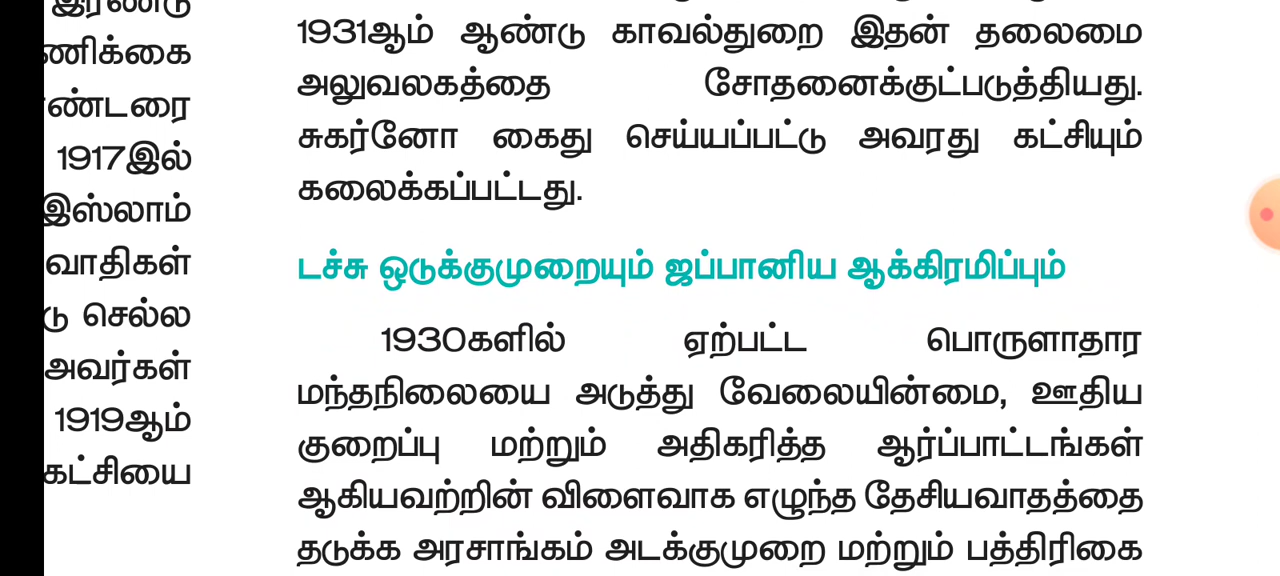 ணிக்கை
ண்டரை
1917இல்
இஸ்லாம்
வாதிகள்
டு செல்ல
அவர்கள்
1919ஆம்
கட்சியை
1931ஆம் ஆண்டு காவல்துறை இதன் தலைமை
அலுவலகத்தை சோதனைக்குட்படுத்தியது.
சுகர்னோ கைது செய்யப்பட்டு அவரது கட்சியும்
கலைக்கப்பட்டது.
டச்சு ஒடுக்குமுறையும் ஜப்பானிய ஆக்கிரமிப்பும்
1930களில் ஏற்பட்ட பொருளாதார
மந்தநிலையை அடுத்து வேலையின்மை, ஊதிய
குறைப்பு மற்றும் அதிகரித்த ஆர்ப்பாட்டங்கள்
ஆகியவற்றின் விளைவாக எழுந்த தேசியவாதத்தை
தடுக்க அரசாங்கம் அடக்குமுறை மற்றும் பத்திரிகை